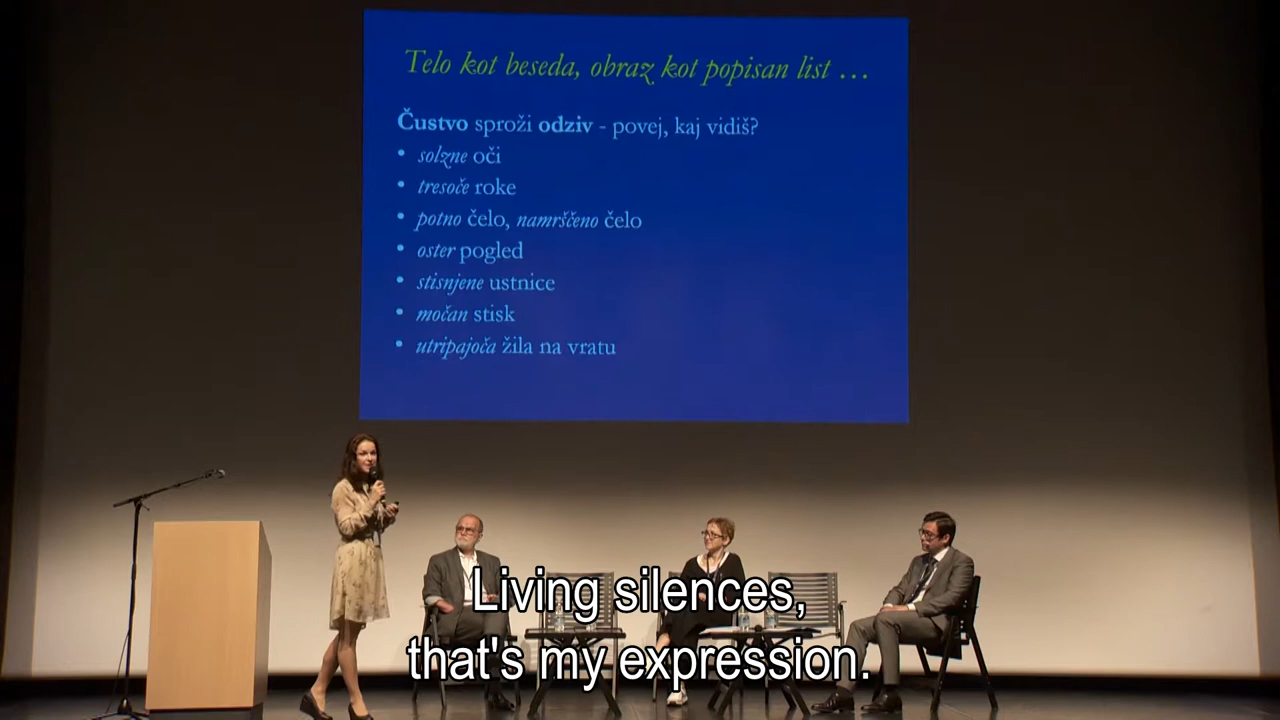 Telo kot beseda, obraz kot popisan list ...
Čustvo sproži odziv - povej, kaj vidiš?
• solzne oči
• tresoče roke
• potno čelo, namrščeno čelo
• oster pogled
• stisnjene ustnice
• močan stisk
• utripajoča žila na vratu
Living silences,
that's my expression.